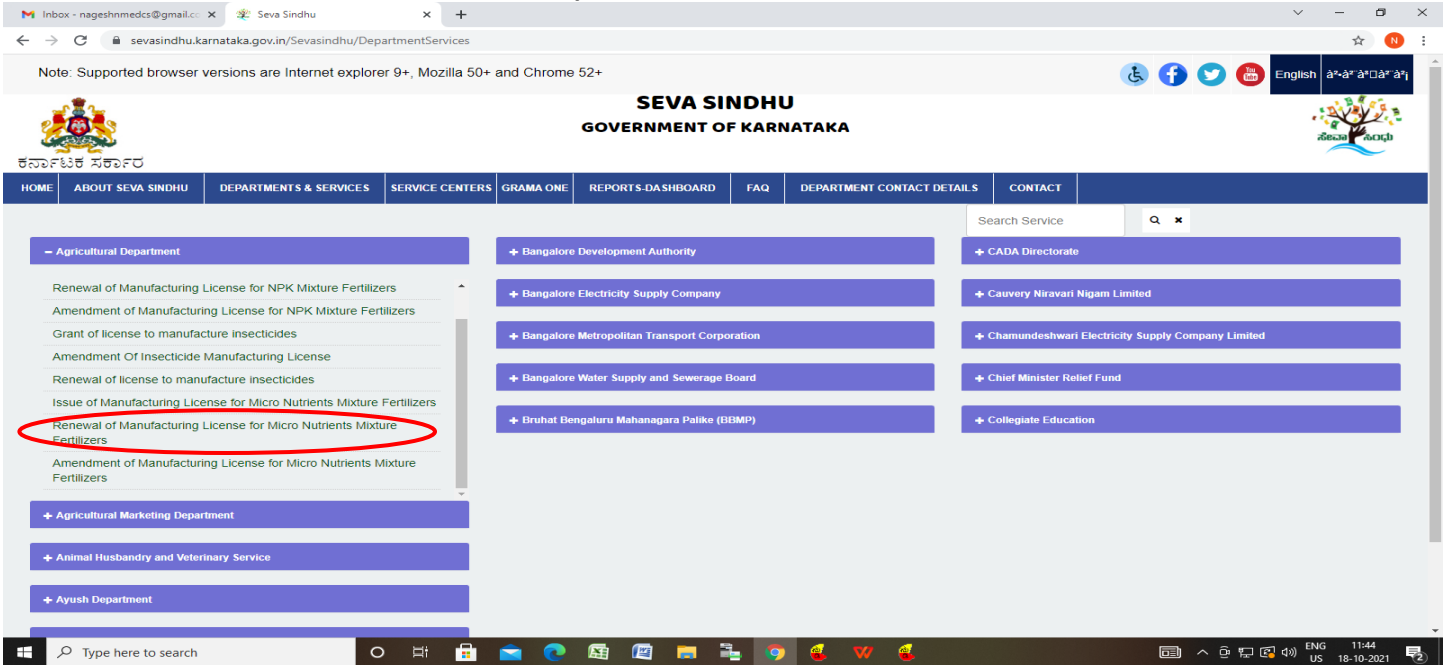 Inbox - nageshnmedcs@gmail.co
Seva Sindhu
sevasindhu.karnataka.gov.in/Sevasindhu/DepartmentServices
N
Note: Supported browser versions are Internet explorer 9+, Mozilla 50+ and Chrome 52+
You
Tube
English
ಕರ್ನಾಟಕ ಸರ್ಕಾರ
SEVA SINDHU
GOVERNMENT OF KARNATAKA
ಸೇವಾ ಸಿಂಧು
HOME ABOUT SEVA SINDHU DEPARTMENTS & SERVICES SERVICE CENTERS GRAMA ONE REPORTS-DASHBOARD FAQ DEPARTMENT CONTACT DETAILS CONTACT
Search Service
Agricultural Department
Renewal of Manufacturing License for NPK Mixture Fertilizers
Amendment of Manufacturing License for NPK Mixture Fertilizers
Grant of license to manufacture insecticides
Amendment Of Insecticide Manufacturing License
Renewal of license to manufacture insecticides
Issue of Manufacturing License for Micro Nutrients Mixture Fertilizers
Renewal of Manufacturing License for Micro Nutrients Mixture
Fertilizers
Amendment of Manufacturing License for Micro Nutrients Mixture
Fertilizers
+ Agricultural Marketing Department
+ Animal Husbandry and Veterinary Service
+ Ayush Department
+ Bangalore Development Authority
+ Bangalore Electricity Supply Company
+ Bangalore Metropolitan Transport Corporation
+ Bangalore Water Supply and Sewerage Board
+ Bruhat Bengaluru Mahanagara Palike (BBMP)
+ CADA Directorate
+ Cauvery Niravari Nigam Limited
+ Chamundeshwari Electricity Supply Company Limited
+ Chief Minister Relief Fund
+ Collegiate Education
Type here to search
ENG
US
11:44
18-10-2021
2